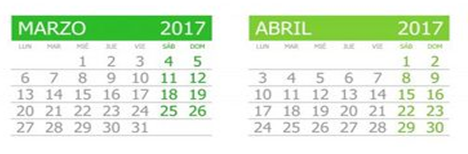 MARZO 2017
LUN MAR MIÉ JUE VIE SÁB DOM
1 2 3 4 5
6 7 8 9 10 11 12
13 14 15 16 17 18 19
20 21 22 23 24 25 26
27 28 29 30 31
ABRIL 2017
LUN MAR MIÉ JUE VIE SÁB DOM
1 2
3 4 5 6 7 8 9
10 11 12 13 14 15 16
17 18 19 20 21 22 23
24 25 26 27 28 29 30